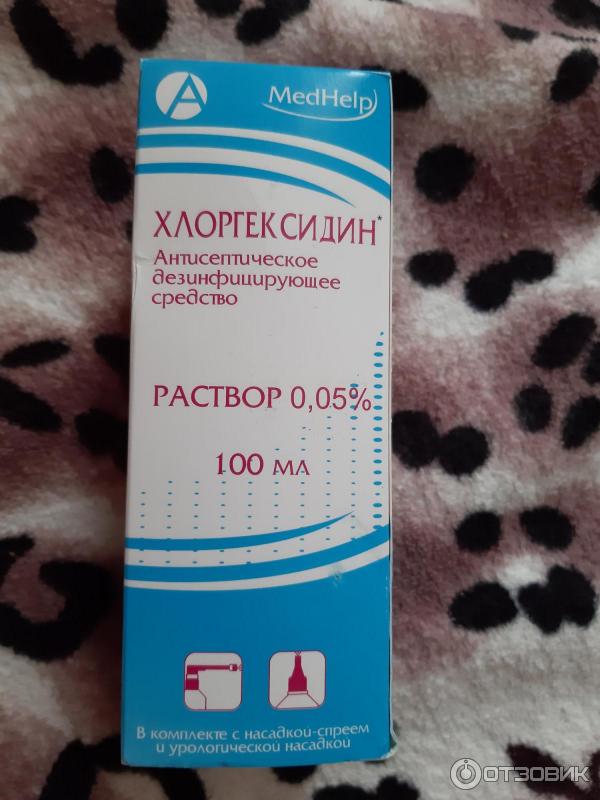 А
MedHelp
ХЛОРГЕКСИДИН*
Антисептическое
дезинфицирующее
средство
РАСТВОР 0,05%
100 мл
В комплекте с насадкой-спреем
и урологической насадкой
ОТЗОВИК